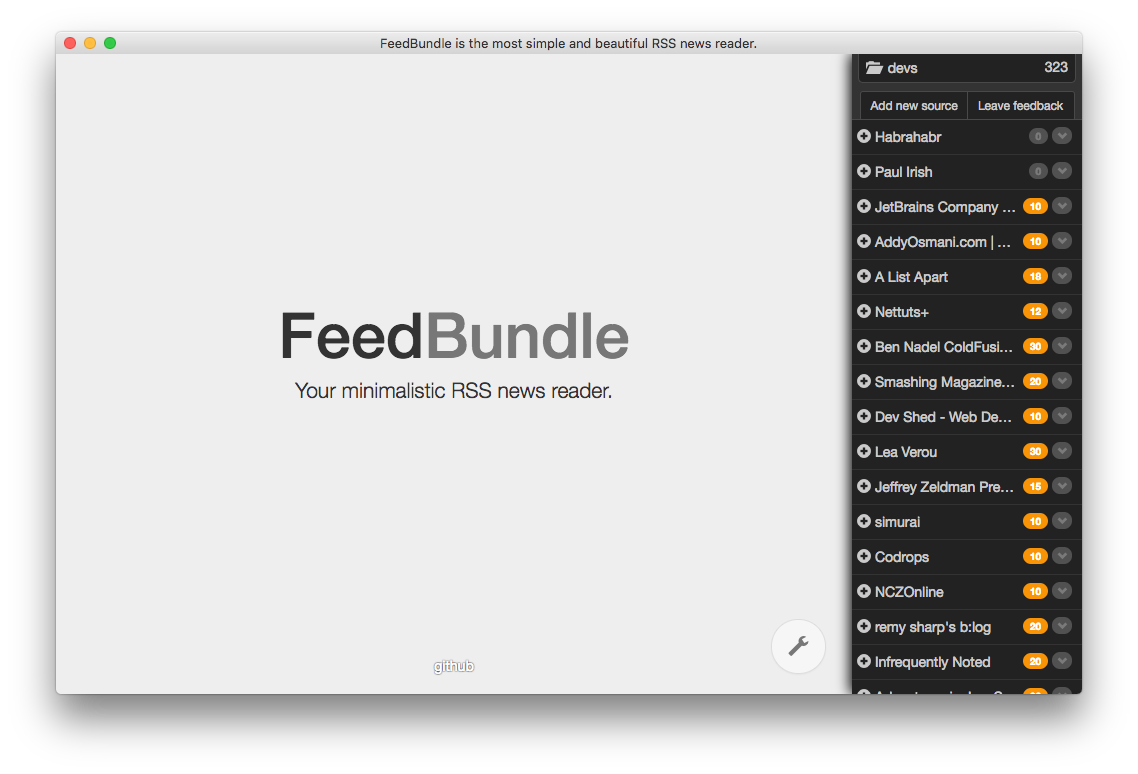 FeedBundle is the most simple and beautiful RSS news reader.
devs 323
Add new source Leave feedback
Habrahabr 0
Paul Irish 0
JetBrains Company ... 10
AddyOsmani.com | ... 10
A List Apart 18
Nettuts+ 12
Ben Nadel ColdFusi... 30
Smashing Magazine... 20
Dev Shed - Web De... 10
Lea Verou 30
Jeffrey Zeldman Pre... 15
simurai 10
Codrops 10
NCZOnline 10
remy sharp's b:log 20
Infrequently Noted 20
FeedBundle
Your minimalistic RSS news reader.
github